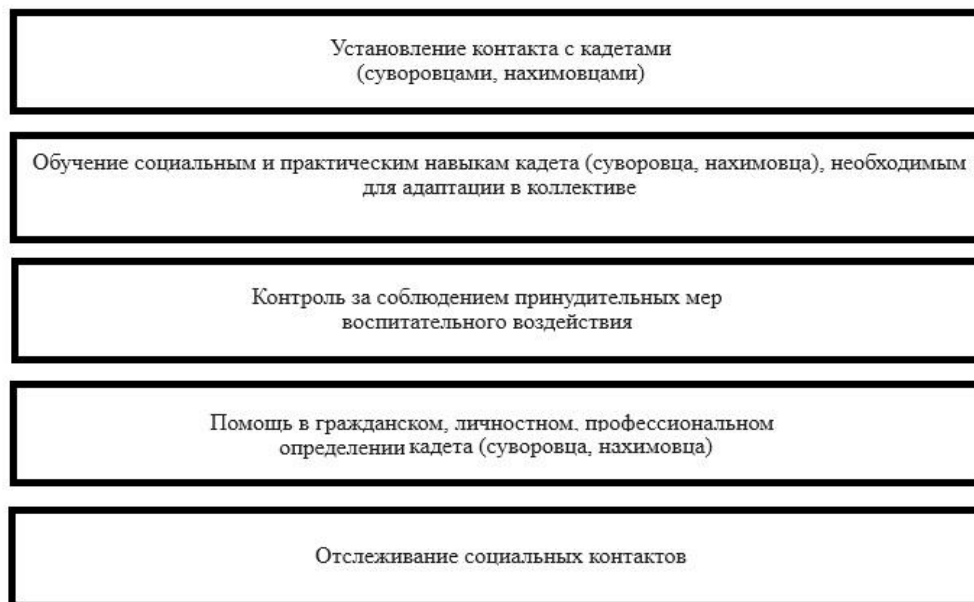 Установление контакта с кадетами
(суворовцами, нахимовцами)
Обучение социальным и практическим навыкам кадета (суворовца, нахимовца), необходимым
для адаптации в коллективе
Контроль за соблюдением принудительных мер
воспитательного воздействия
Помощь в гражданском, личностном, профессиональном
определении кадета (суворовца, нахимовца)
Отслеживание социальных контактов